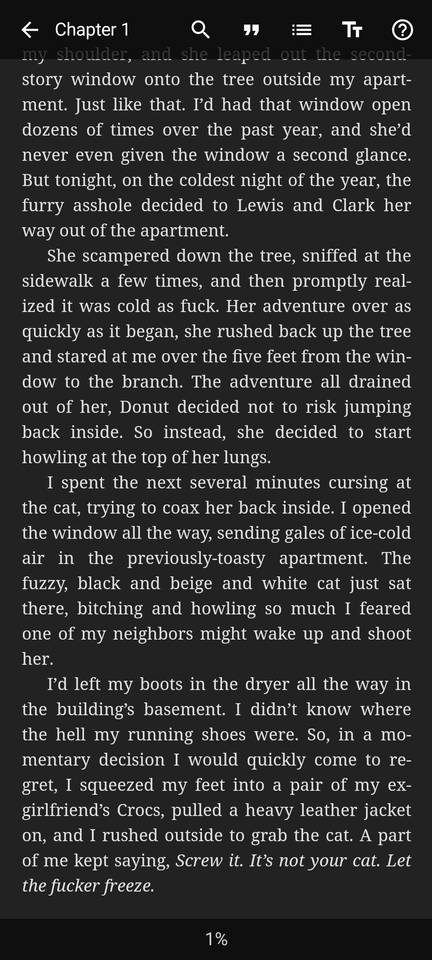 Chapter 1
my shoulder, and she leaped out the second-
story window onto the tree outside my apart-
ment. Just like that. I’d had that window open
dozens of times over the past year, and she’d
never even given the window a second glance.
But tonight, on the coldest night of the year, the
furry asshole decided to Lewis and Clark her
way out of the apartment.
She scampered down the tree, sniffed at the
sidewalk a few times, and then promptly real-
ized it was cold as fuck. Her adventure over as
quickly as it began, she rushed back up the tree
and stared at me over the five feet from the win-
dow to the branch. The adventure all drained
out of her, Donut decided not to risk jumping
back inside. So instead, she decided to start
howling at the top of her lungs.
I spent the next several minutes cursing at
the cat, trying to coax her back inside. I opened
the window all the way, sending gales of ice-cold
air in the previously-toasty apartment. The
fuzzy, black and beige and white cat just sat
there, bitching and howling so much I feared
one of my neighbors might wake up and shoot
her.
I’d left my boots in the dryer all the way in
the building’s basement. I didn’t know where
the hell my running shoes were. So, in a mo-
mentary decision I would quickly come to re-
gret, I squeezed my feet into a pair of my ex-
girlfriend’s Crocs, pulled a heavy leather jacket
on, and I rushed outside to grab the cat. A part
of me kept saying, Screw it. It’s not your cat. Let
the fucker freeze.
1%